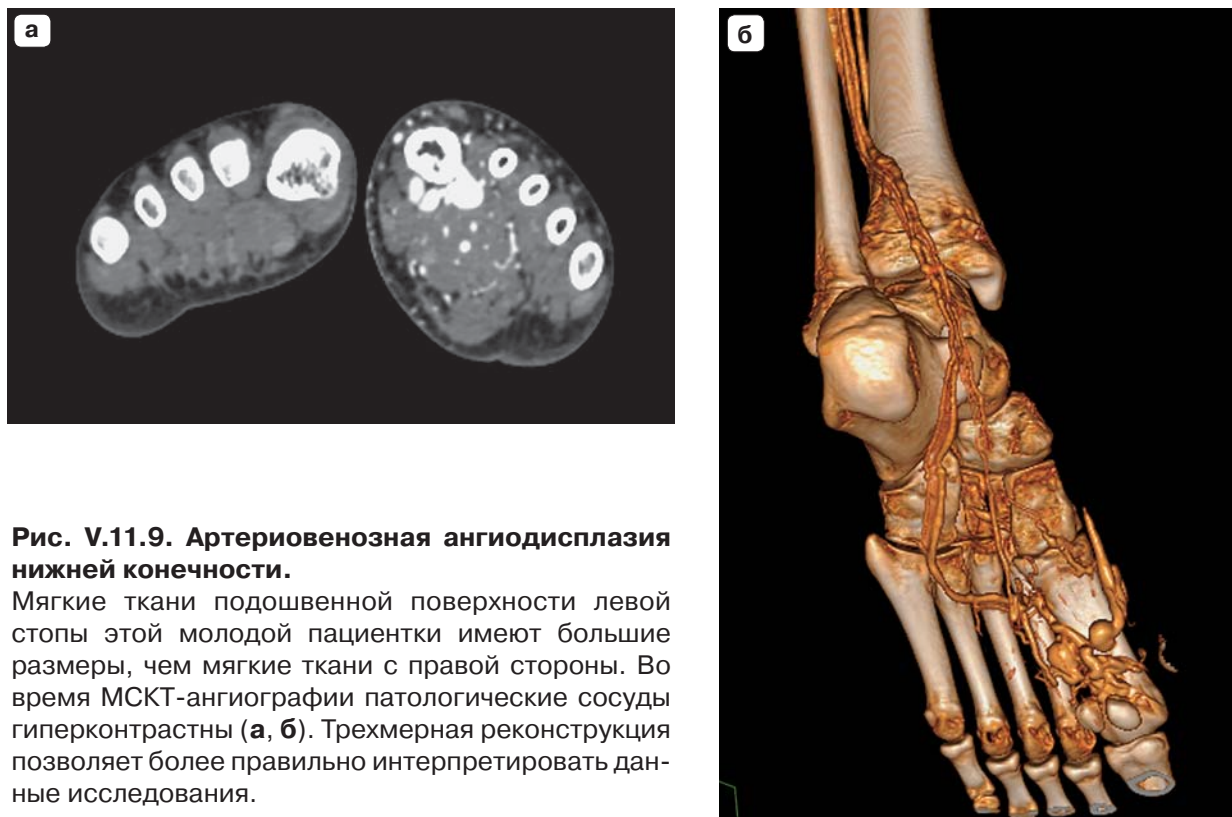 а
б
Рис. V.11.9. Артериовенозная ангиодисплазия
нижней конечности.
Мягкие ткани подошвенной поверхности левой
стопы этой молодой пациентки имеют большие
размеры, чем мягкие ткани с правой стороны. Во
время МСКТ-ангиографии патологические сосуды
гиперконтрастны (а, б). Трехмерная реконструкция
позволяет более правильно интерпретировать дан-
ные исследования.